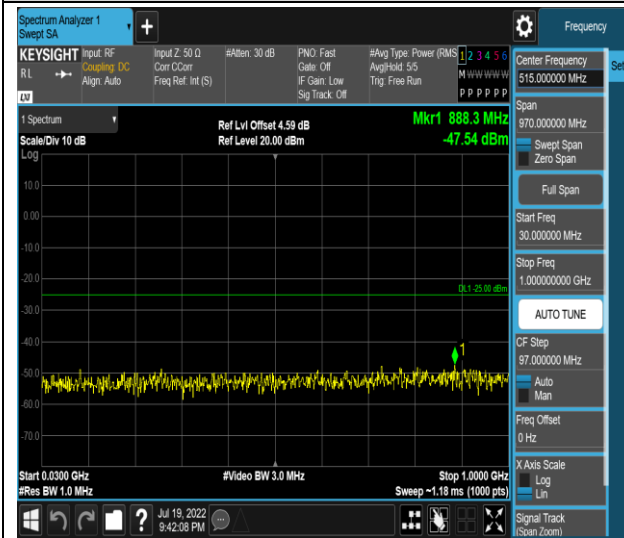 Spectrum Analyzer 1
Swept SA
Frequency
KEYSIGHT
RL
LXI
Input: RF
Coupling: DC
Align: Auto
Input Z: 50 Ω
Corr CCorr
Freq Ref: Int (S)
#Atten: 30 dB
PNO: Fast
Gate: Off
IF Gain: Low
Sig Track: Off
#Avg Type: Power (RMS
Avg|Hold: 5/5
Trig: Free Run
1 2 3 4 5 6
M W W W W W
P P P P P P
1 Spectrum
Scale/Div 10 dB
Log
Ref Lvl Offset 4.59 dB
Ref Level 20.00 dBm
Mkr1 888.3 MHz
-47.54 dBm
10.0
0.00
-10.0
-20.0
-30.0
-40.0
-50.0
-60.0
-70.0
DL1 -25.00 dBm
1
Start 0.0300 GHz
#Res BW 1.0 MHz
#Video BW 3.0 MHz
Stop 1.0000 GHz
Sweep ~1.18 ms (1000 pts)
Jul 19, 2022
9:42:08 PM
Center Frequency
515.000000 MHz
Span
970.000000 MHz
Swept Span
Zero Span
Full Span
Start Freq
30.000000 MHz
Stop Freq
1.000000000 GHz
AUTO TUNE
CF Step
97.000000 MHz
Auto
Man
Freq Offset
0 Hz
X Axis Scale
Log
Lin
Signal Track
(Span Zoom)